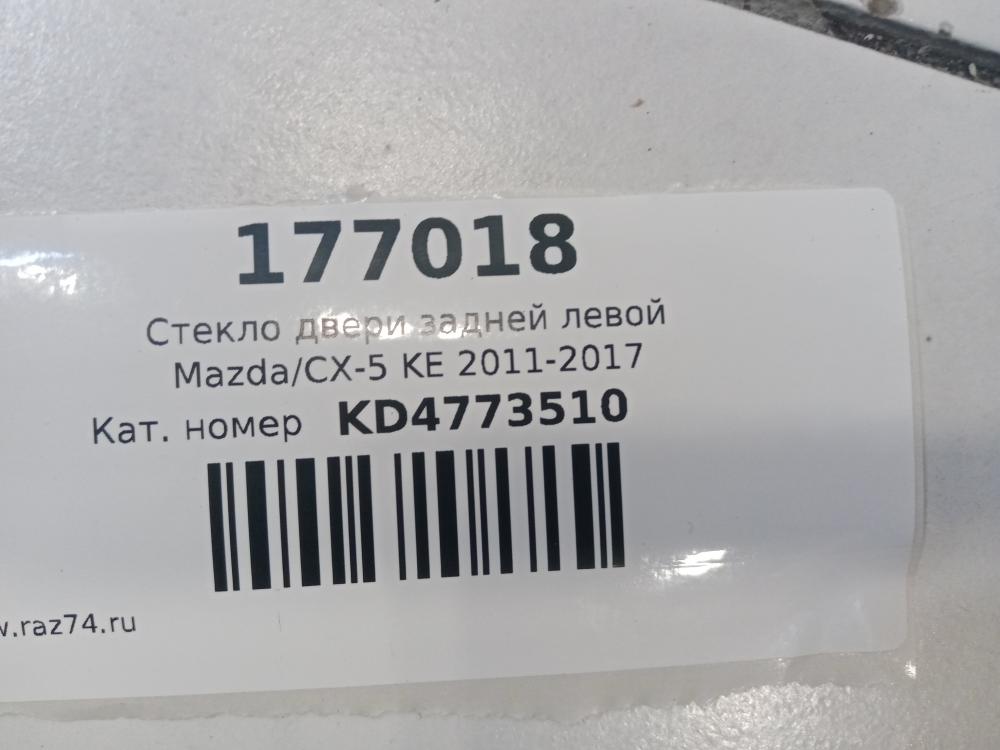 177018
Стекло двери задней левой
Mazda/CX-5 KE 2011-2017
Кат. номер KD4773510
w.raz74.ru